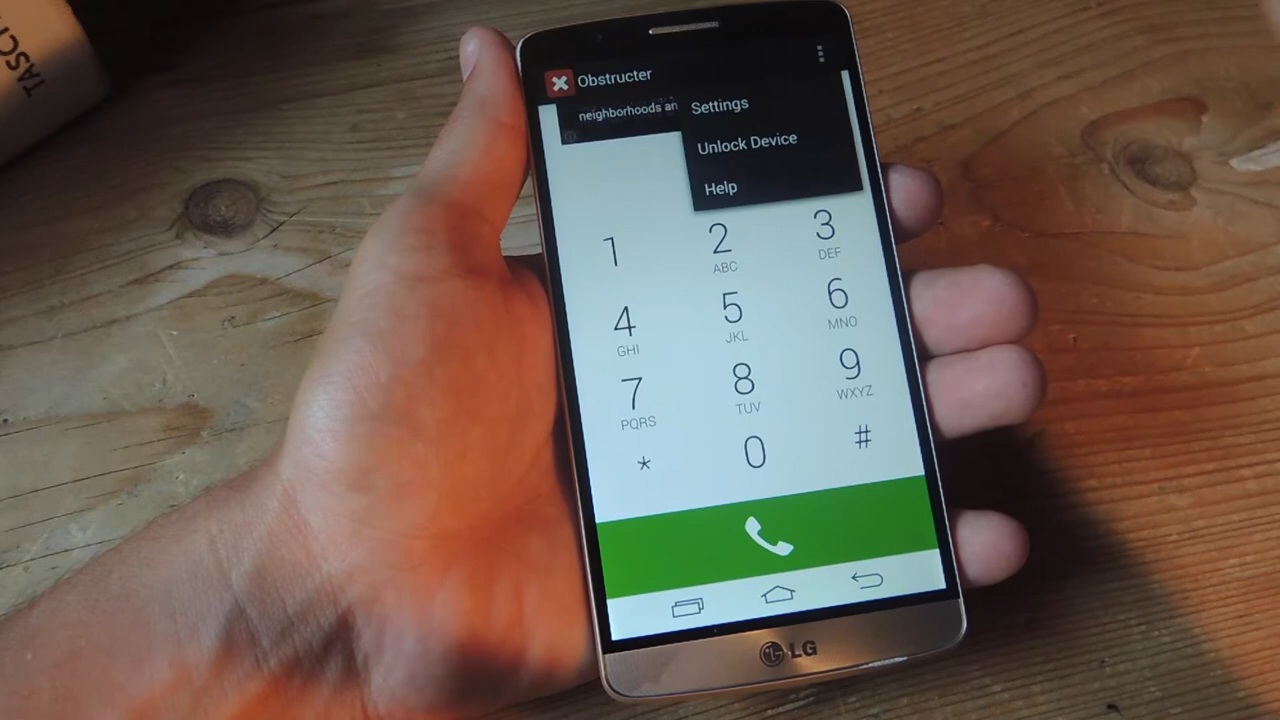 TASCH
Obstructer
neighborhoods an
Settings
Unlock Device
Help
1
2
ABC
3
DEF
4
GHI
5
JKL
6
MNO
7
PQRS
8
TUV
9
WXYZ
*
0
#
LG